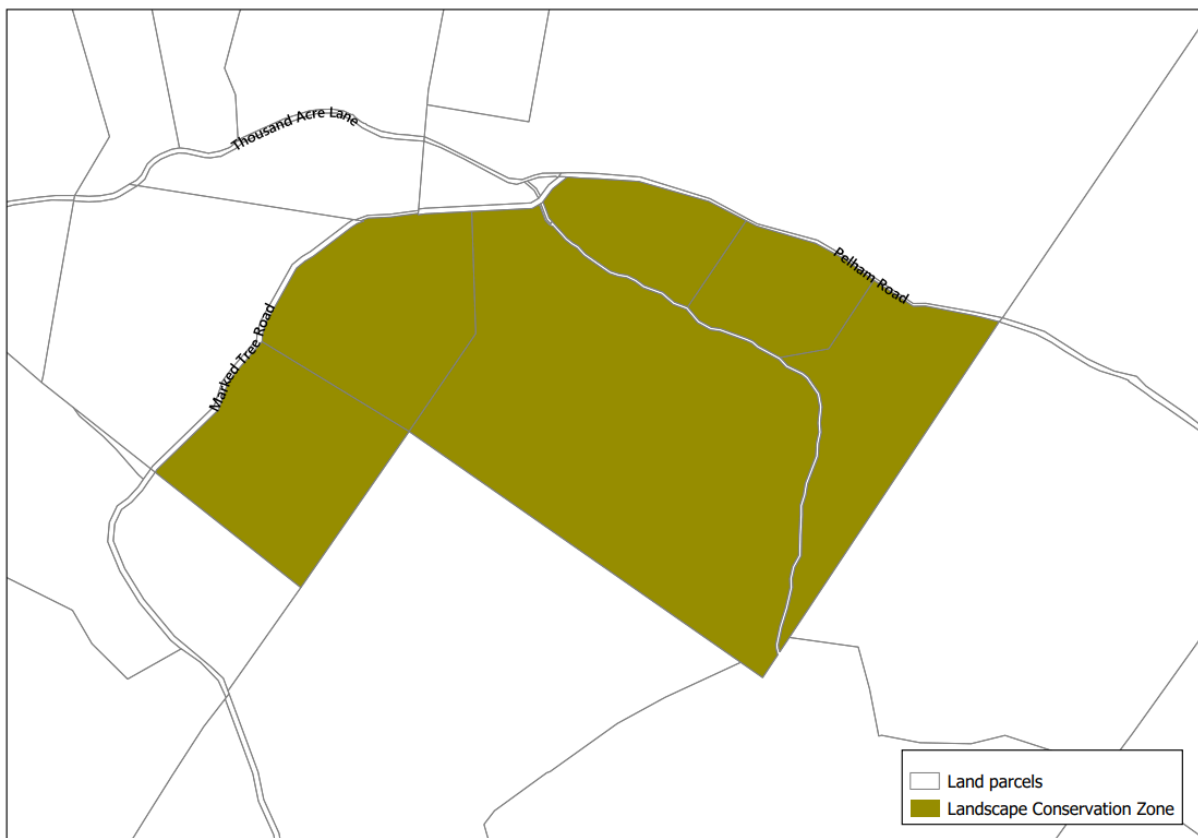 Thousand Acre Lane
Pelham Road
Marked Tree Road
Land parcels
Landscape Conservation Zone